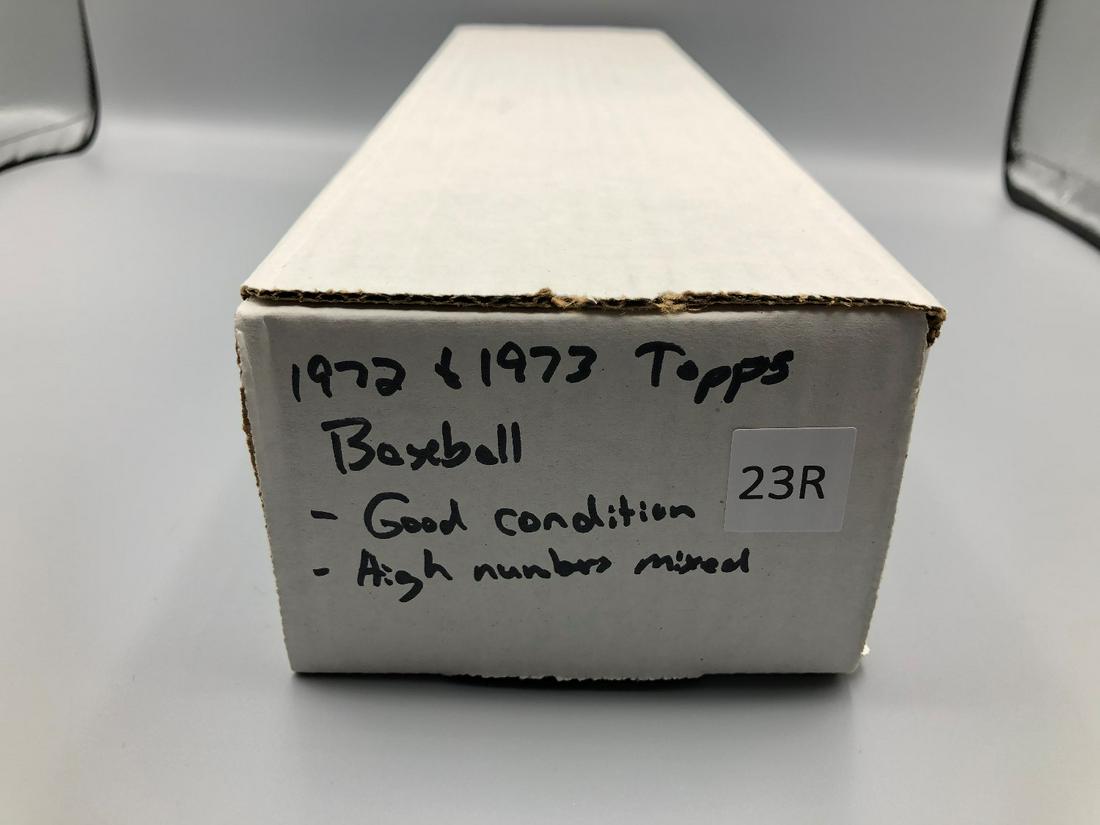 1972 & 1973 Topps
Baseball
23R
- Good condition
- High numbers mixed